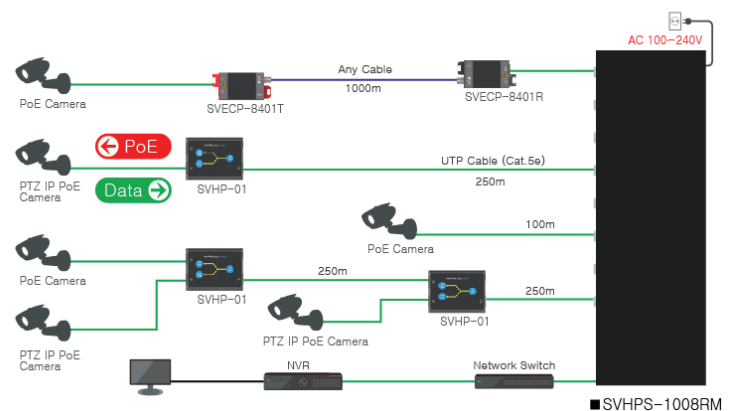 AC 100~240V
Any Cable
1000m
PoE Camera
SVECP-8401T
SVECP-8401R
PoE
Data
PTZ IP PoE
Camera
SVHP-01
UTP Cable (Cat.5e)
250m
PoE Camera
100m
PoE Camera
SVHP-01
250m
250m
SVHP-01
PTZ IP PoE Camera
PTZ IP PoE
Camera
NVR
Network Switch
■SVHPS-1008RM